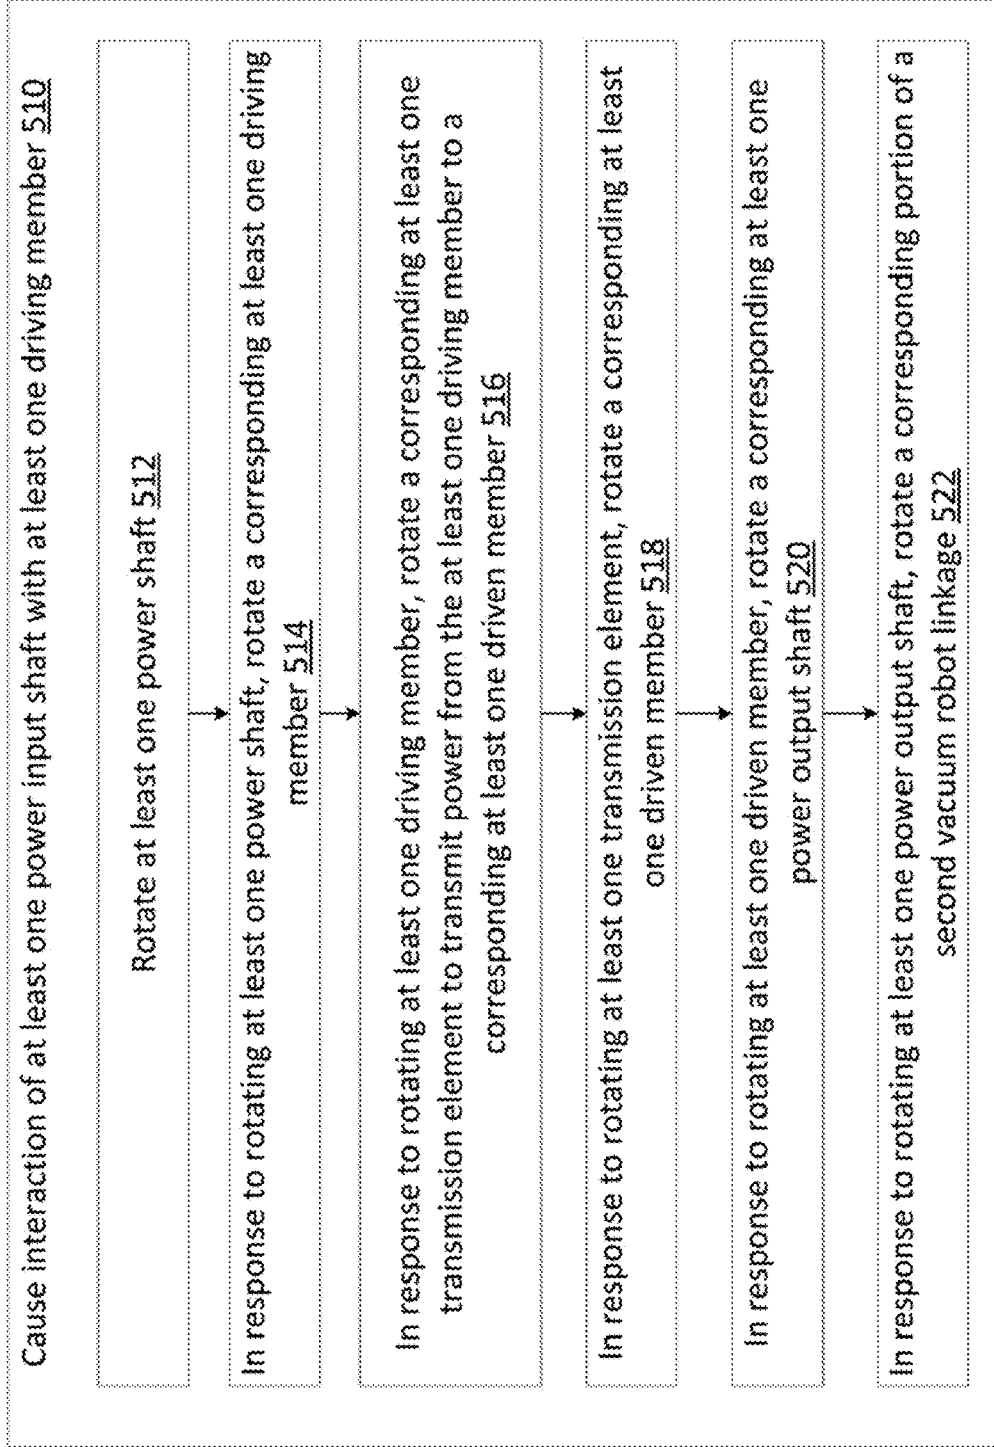 Cause interaction of at least one power input shaft with at least one driving member 510
Rotate at least one power shaft 512
In response to rotating at least one power shaft, rotate a corresponding at least one driving
member 514
In response to rotating at least one driving member, rotate a corresponding at least one
transmission element to transmit power from the at least one driving member to a
corresponding at least one driven member 516
In response to rotating at least one transmission element, rotate a corresponding at least
one driven member 518
In response to rotating at least one driven member, rotate a corresponding at least one
power output shaft 520
In response to rotating at least one power output shaft, rotate a corresponding portion of a
second vacuum robot linkage 522